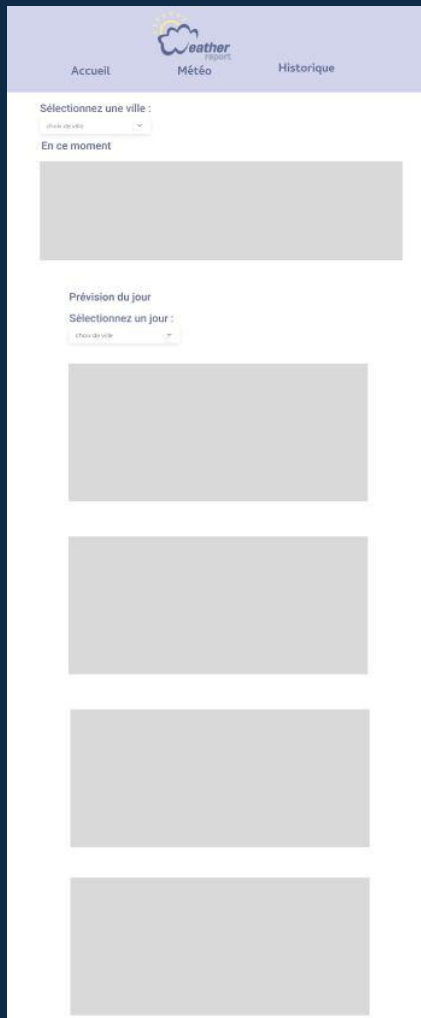 Weather
report
Accueil Météo Historique
Sélectionnez une ville :
choix de ville
En ce moment
Prévision du jour
Sélectionnez un jour :
choix de ville